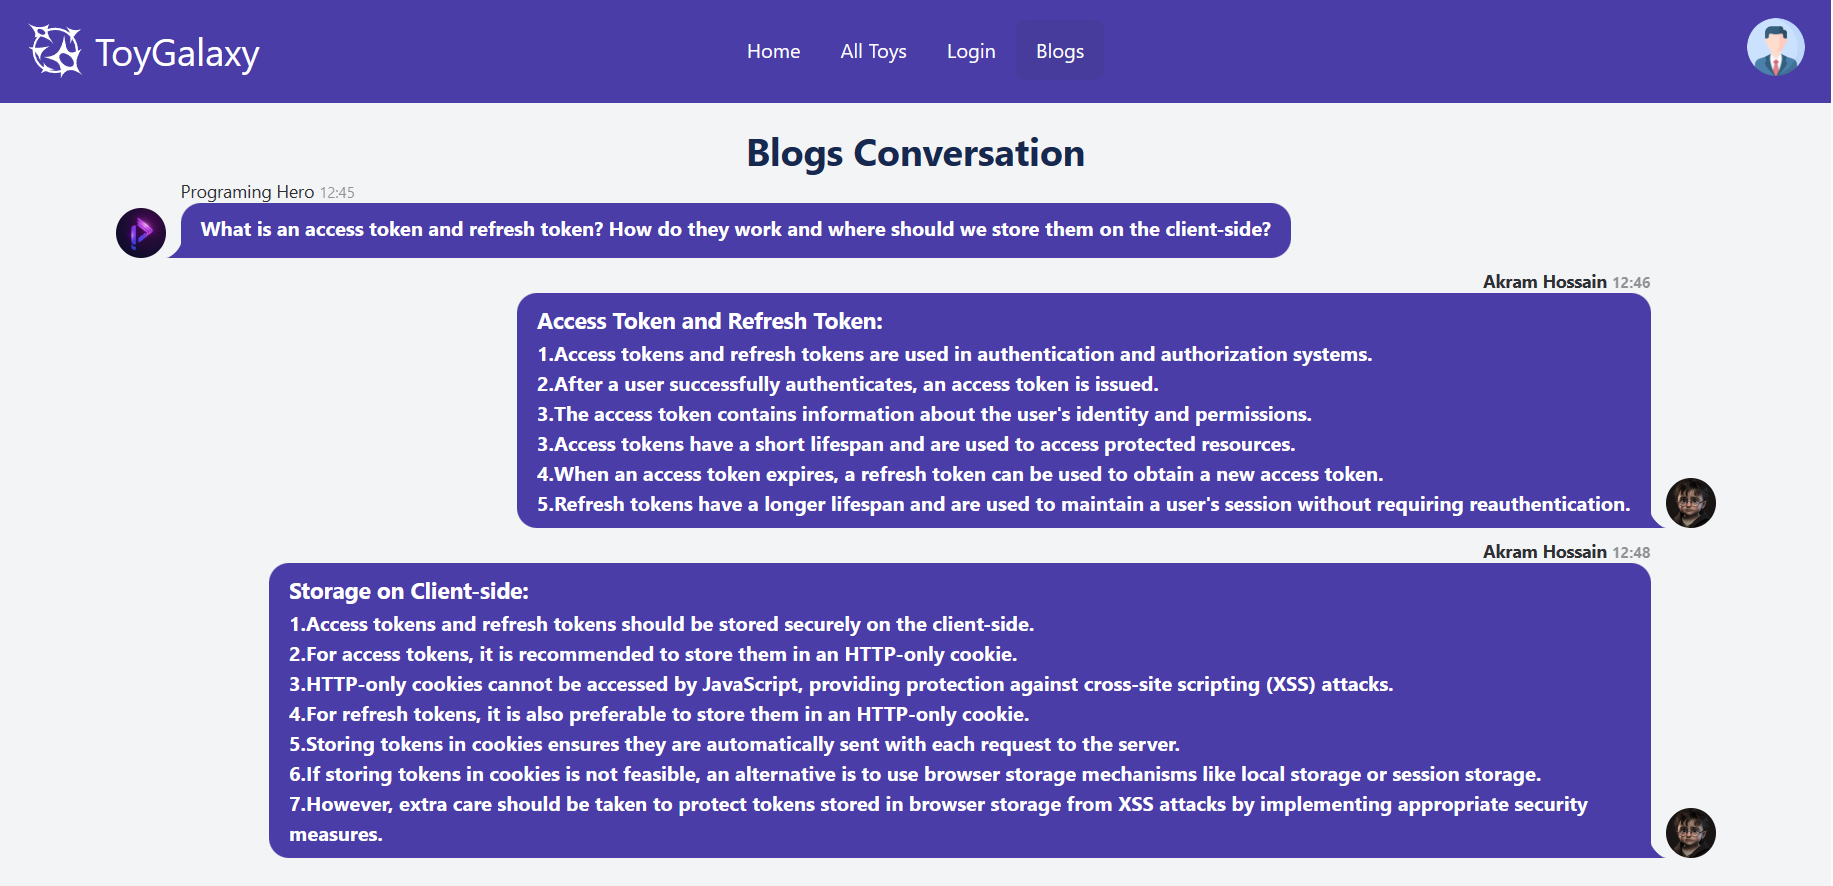 ToyGalaxy
Home
All Toys
Login
Blogs
Blogs Conversation
Programing Hero 12:45
What is an access token and refresh token? How do they work and where should we store them on the client-side?
Akram Hossain 12:46
Access Token and Refresh Token:
1.Access tokens and refresh tokens are used in authentication and authorization systems.
2.After a user successfully authenticates, an access token is issued.
3.The access token contains information about the user's identity and permissions.
3.Access tokens have a short lifespan and are used to access protected resources.
4.When an access token expires, a refresh token can be used to obtain a new access token.
5.Refresh tokens have a longer lifespan and are used to maintain a user's session without requiring reauthentication.
Akram Hossain 12:48
Storage on Client-side:
1.Access tokens and refresh tokens should be stored securely on the client-side.
2.For access tokens, it is recommended to store them in an HTTP-only cookie.
3.HTTP-only cookies cannot be accessed by JavaScript, providing protection against cross-site scripting (XSS) attacks.
4.For refresh tokens, it is also preferable to store them in an HTTP-only cookie.
5.Storing tokens in cookies ensures they are automatically sent with each request to the server.
6.If storing tokens in cookies is not feasible, an alternative is to use browser storage mechanisms like local storage or session storage.
7.However, extra care should be taken to protect tokens stored in browser storage from XSS attacks by implementing appropriate security
measures.